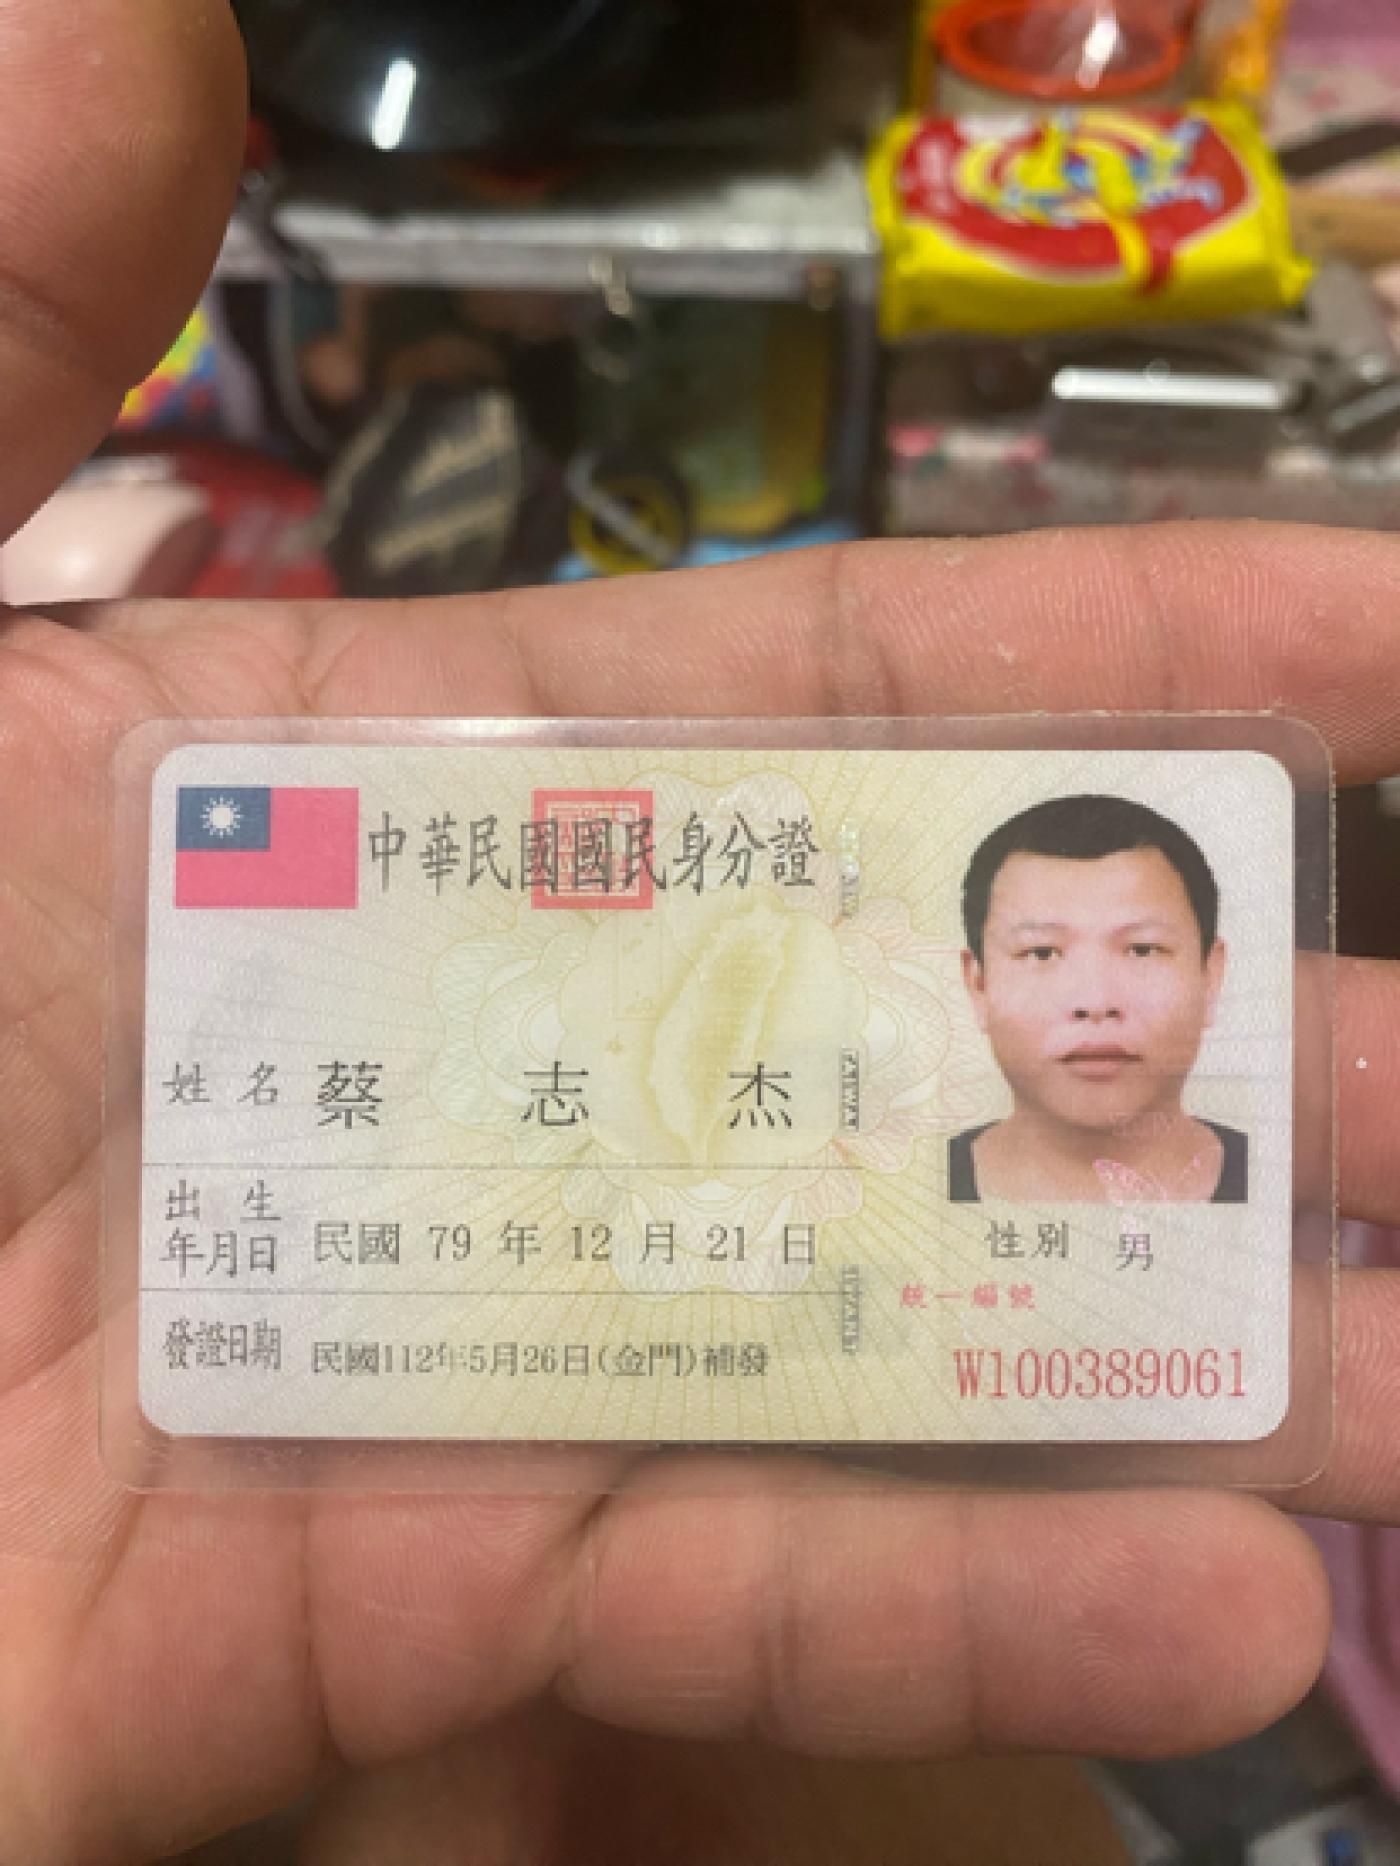 中華民國國民身分證
姓名 蔡志杰
出生年月日 民國 79 年 12 月 21 日
性別 男
發證日期 民國112年5月26日(金門)補發
統一編號
W100389061